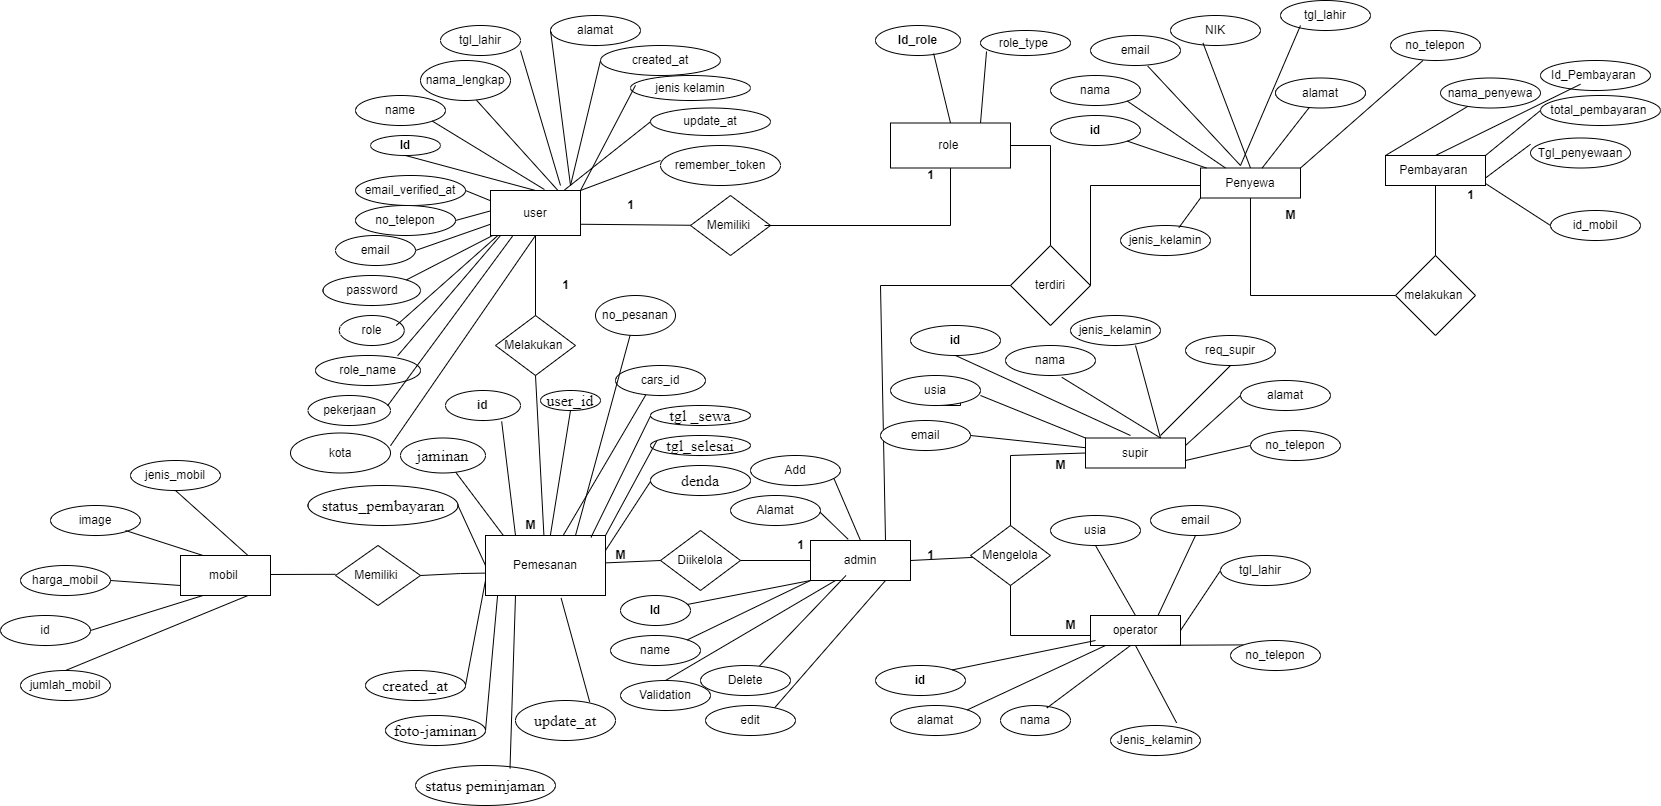 tgl_lahir
alamat
created_at
nama_lengkap
jenis kelamin
name
update_at
Id
remember_token
email_verified_at
no_telepon
user
email
password
role
role_name
pekerjaan
kota
1
Memiliki
1
Melakukan
Id_role
role_type
role
1
terdiri
tgl_lahir
NIK
email
no_telepon
nama
alamat
id
Penyewa
M
jenis_kelamin
Id_Pembayaran
nama_penyewa
total_pembayaran
Tgl_penyewaan
Pembayaran
1
id_mobil
melakukan
no_pesanan
cars_id
id
user_id
tgl _sewa
tgl_selesai
jaminan
denda
status_pembayaran
M
Pemesanan
M
created_at
foto-jaminan
update_at
status peminjaman
jenis_mobil
image
harga_mobil
mobil
id
jumlah_mobil
Memiliki
Diikelola
Add
Alamat
1
admin
1
Id
name
Validation
Delete
edit
Mengelola
id
jenis_kelamin
nama
req_supir
usia
alamat
email
no_telepon
supir
M
usia
email
tgl_lahir
M
operator
no_telepon
id
alamat
nama
Jenis_kelamin